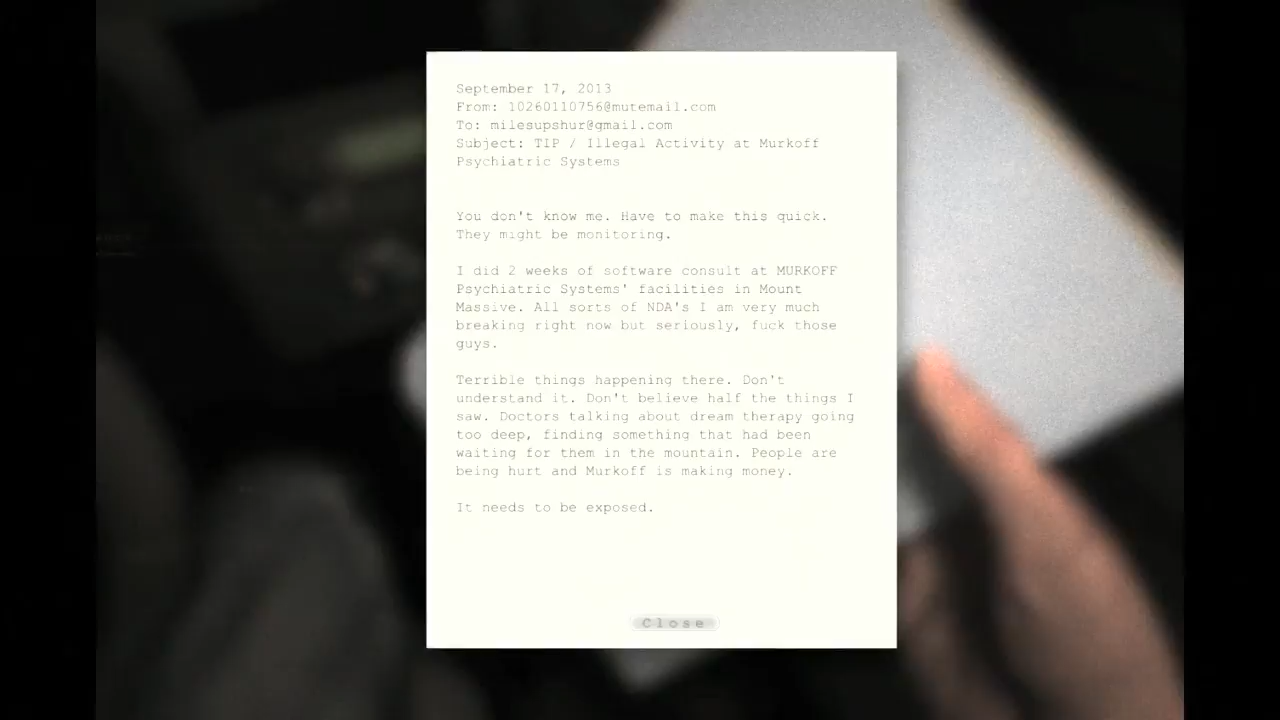 September 17, 2013
From: 10260110756@mutemail.com
To: milesupshur@gmail.com
Subject: TIP / Illegal Activity at Murkoff
Psychiatric Systems
You don't know me. Have to make this quick.
They might be monitoring.
I did 2 weeks of software consult at MURKOFF
Psychiatric Systems' facilities in Mount
Massive. All sorts of NDA's I am very much
breaking right now but seriously, fuck those
guys.
Terrible things happening there. Don't
understand it. Don't believe half the things I
saw. Doctors talking about dream therapy going
too deep, finding something that had been
waiting for them in the mountain. People are
being hurt and Murkoff is making money.
It needs to be exposed.
Close